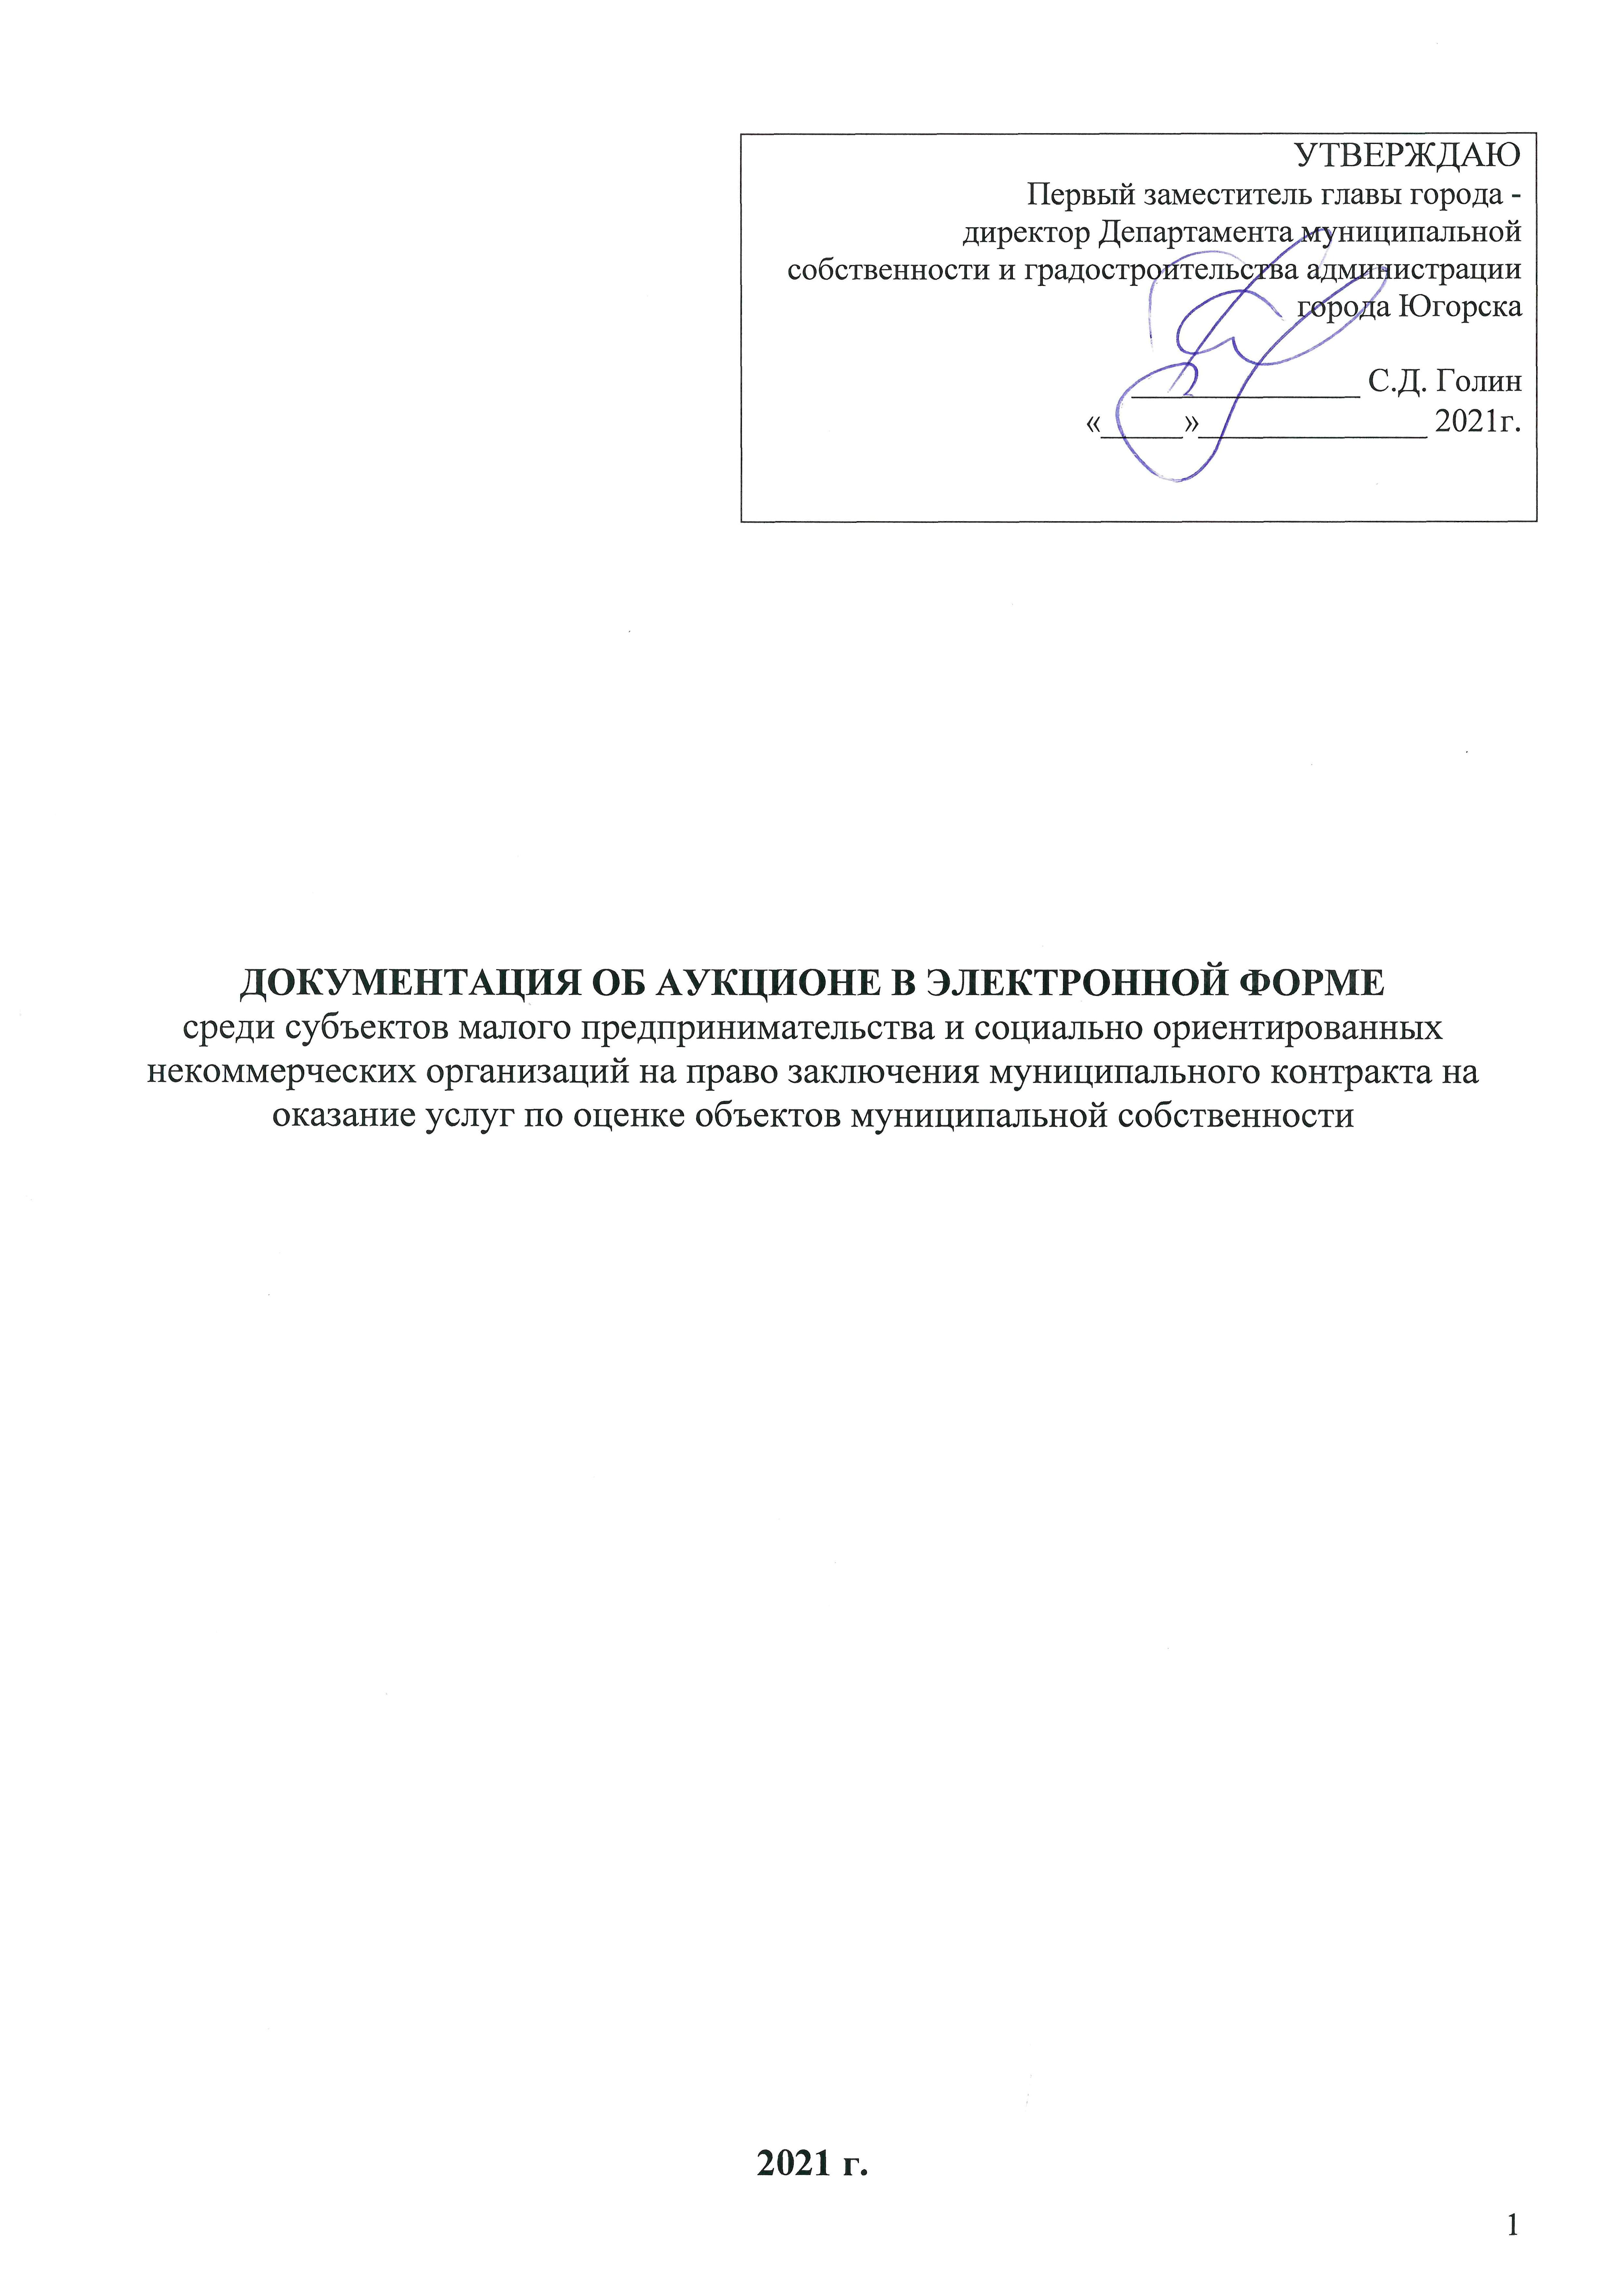 УТВЕРЖДАЮ
Первый заместитель главы города -
директор Департамента муниципальной
собственности и градостроительства администрации
города Югорска
______________ С.Д. Голин
«_____»______________ 2021г.
ДОКУМЕНТАЦИЯ ОБ АУКЦИОНЕ В ЭЛЕКТРОННОЙ ФОРМЕ
среди субъектов малого предпринимательства и социально ориентированных
некоммерческих организаций на право заключения муниципального контракта на
оказание услуг по оценке объектов муниципальной собственности
2021 г.
1